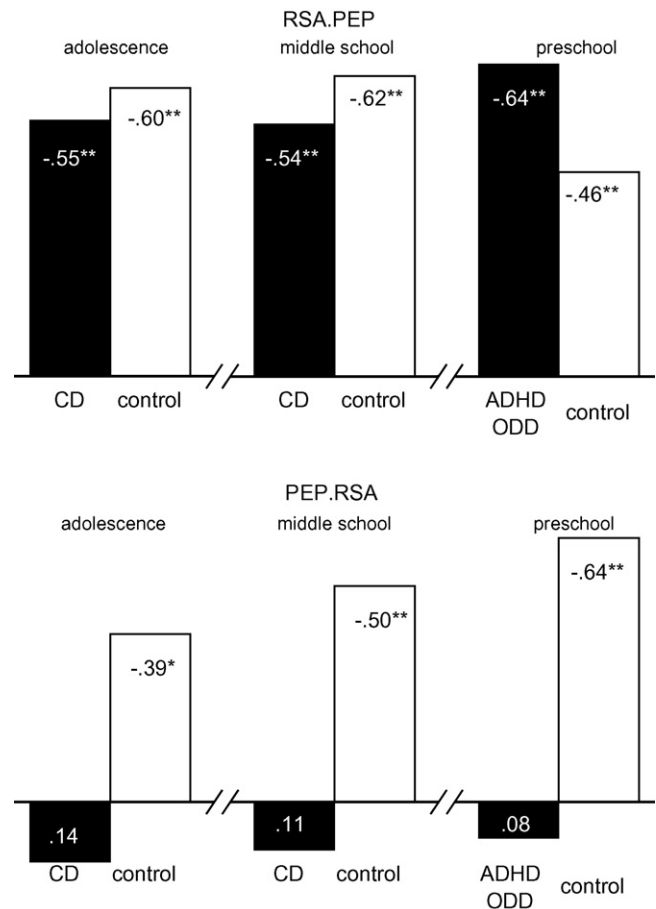 RSA.PEP
adolescence middle school preschool
-.55** -.60** -.54** -.62** -.64** -.46**
CD control CD control ADHD ODD control
PEP.RSA
adolescence middle school preschool
-.39* -.50** -.64**
.14 .11 .08
CD control CD control ADHD ODD control